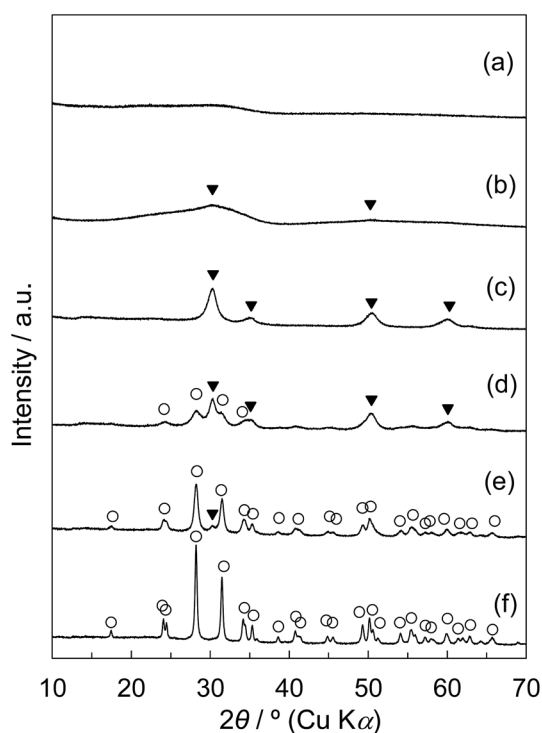 (a)
(b)
(c)
(d)
(e)
(f)
Intensity / a.u.
10 20 30 40 50 60 70
2θ / º (Cu Kα)